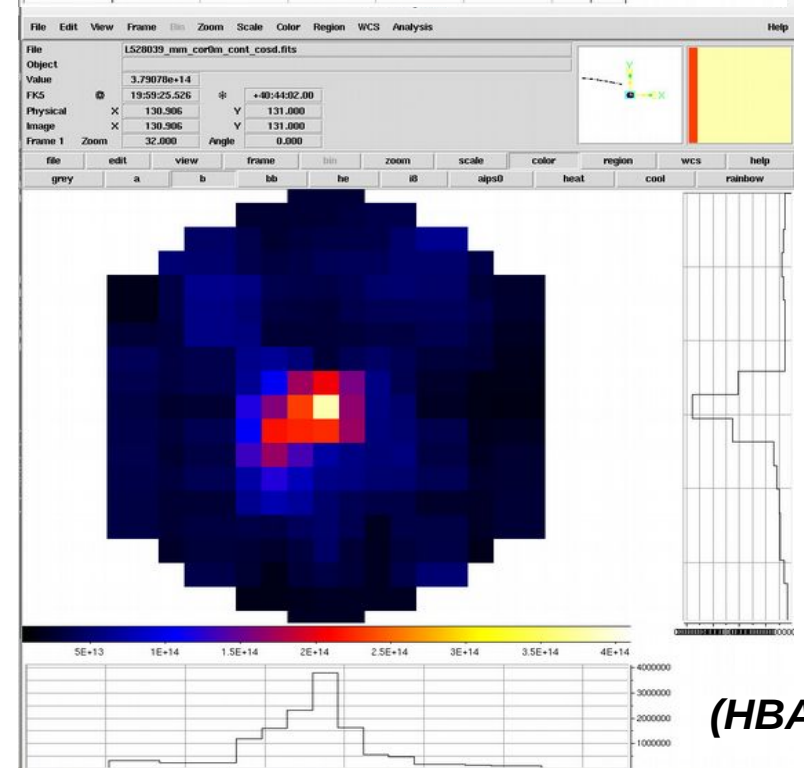 File Edit View Frame Bin Zoom Scale Color Region WCS Analysis Help
File L528039_mm_cor0m_cont_cosd.fits
Object
Value 3.79078e+14
FK5 19:59:25.526 +40:44:02.00
Physical X 130.906 Y 131.000
Image X 130.906 Y 131.000
Frame 1 Zoom 32.000 Angle 0.000
file edit view frame bin zoom scale color region wcs help
grey a b bb he i8 aips0 heat cool rainbow
Y
X
5E+13 1E+14 1.5E+14 2E+14 2.5E+14 3E+14 3.5E+14 4E+14
4000000
3000000
2000000
1000000
(HBA